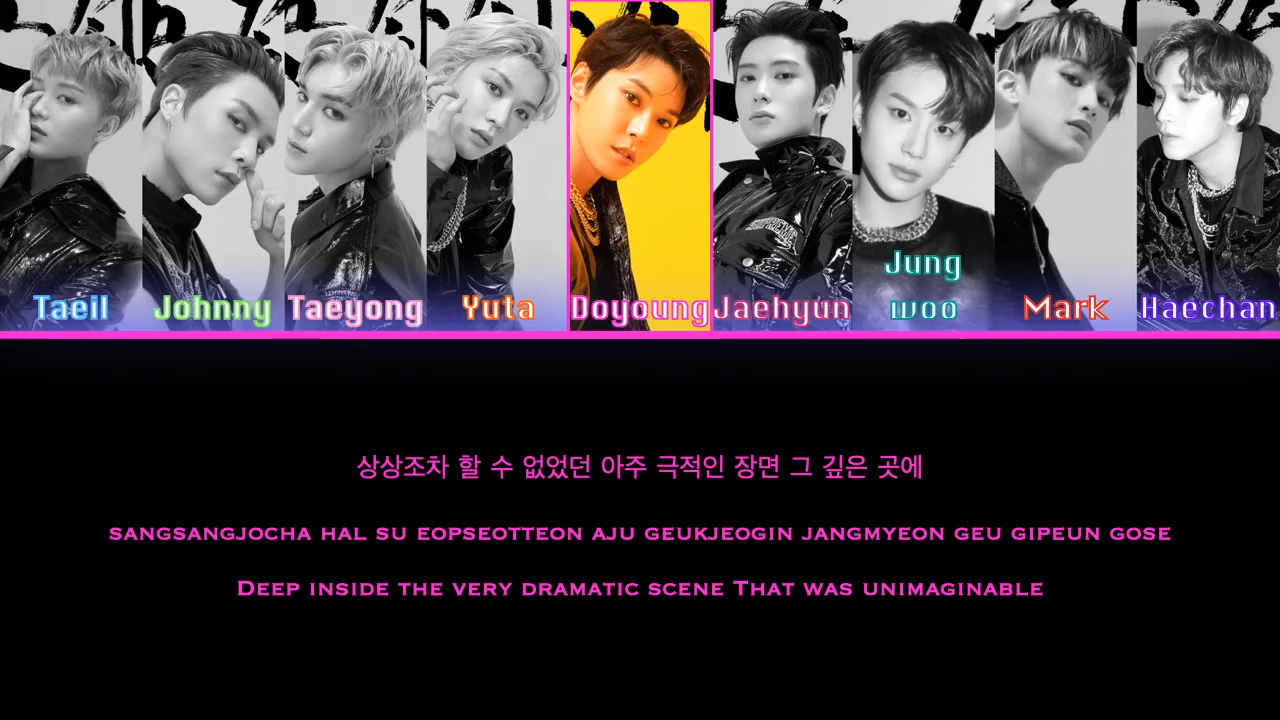 Taeil
Johnny
Taeyong
Yuta
Doyoung
Jaehyun
Jung
woo
Mark
Haechan
상상조차 할 수 없었던 아주 극적인 장면 그 깊은 곳에
SANGSANGJOCHA HAL SU EOPSEOTTEON AJU GEUKJEOGIN JANGMYEON GEU GIPEUN GOSE
DEEP INSIDE THE VERY DRAMATIC SCENE THAT WAS UNIMAGINABLE